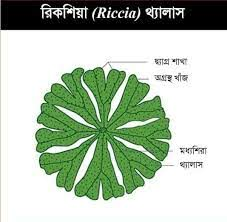 রিকশিয়া (Riccia) থ্যালাস
দ্ব্যাগ্র শাখা
অগ্রস্থ খাঁজ
মধ্যশিরা
থ্যালাস